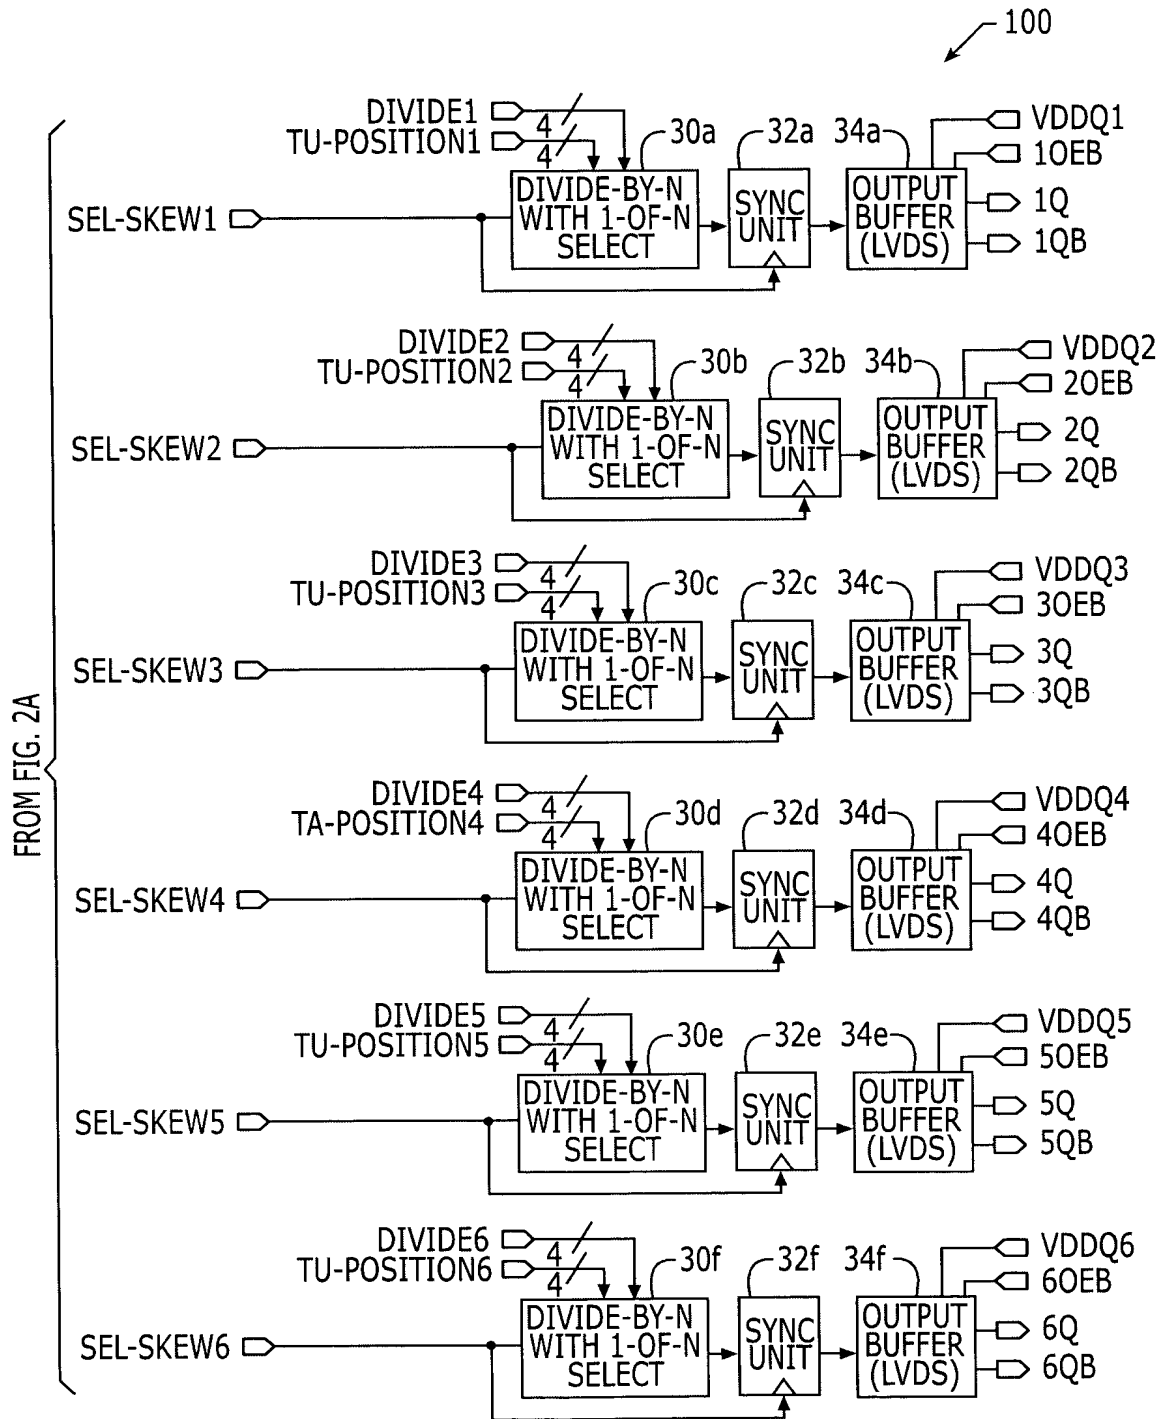 100
FROM FIG. 2A
DIVIDE1
4
TU-POSITION1
4
30a
32a
34a
VDDQ1
1OEB
SEL-SKEW1
DIVIDE-BY-N
WITH 1-OF-N
SELECT
SYNC
UNIT
OUTPUT
BUFFER
(LVDS)
1Q
1QB
DIVIDE2
4
TU-POSITION2
4
30b
32b
34b
VDDQ2
2OEB
SEL-SKEW2
DIVIDE-BY-N
WITH 1-OF-N
SELECT
SYNC
UNIT
OUTPUT
BUFFER
(LVDS)
2Q
2QB
DIVIDE3
4
TU-POSITION3
4
30c
32c
34c
VDDQ3
3OEB
SEL-SKEW3
DIVIDE-BY-N
WITH 1-OF-N
SELECT
SYNC
UNIT
OUTPUT
BUFFER
(LVDS)
3Q
3QB
DIVIDE4
4
TA-POSITION4
4
30d
32d
34d
VDDQ4
4OEB
SEL-SKEW4
DIVIDE-BY-N
WITH 1-OF-N
SELECT
SYNC
UNIT
OUTPUT
BUFFER
(LVDS)
4Q
4QB
DIVIDE5
4
TU-POSITION5
4
30e
32e
34e
VDDQ5
5OEB
SEL-SKEW5
DIVIDE-BY-N
WITH 1-OF-N
SELECT
SYNC
UNIT
OUTPUT
BUFFER
(LVDS)
5Q
5QB
DIVIDE6
4
TU-POSITION6
4
30f
32f
34f
VDDQ6
6OEB
SEL-SKEW6
DIVIDE-BY-N
WITH 1-OF-N
SELECT
SYNC
UNIT
OUTPUT
BUFFER
(LVDS)
6Q
6QB